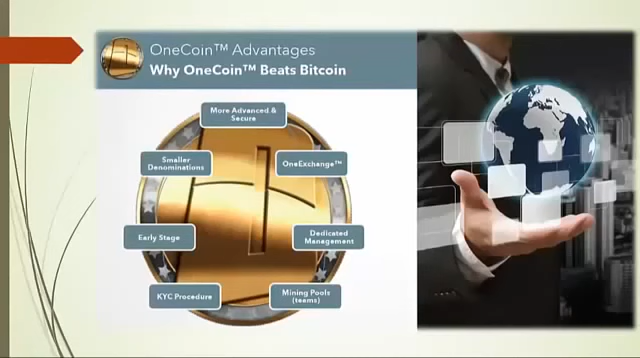 OneCoin™ Advantages
Why OneCoin™ Beats Bitcoin
More Advanced &
Secure
Smaller
Denominations
OneExchange™
Early Stage
Dedicated
Management
KYC Procedure
Mining Pools
(teams)